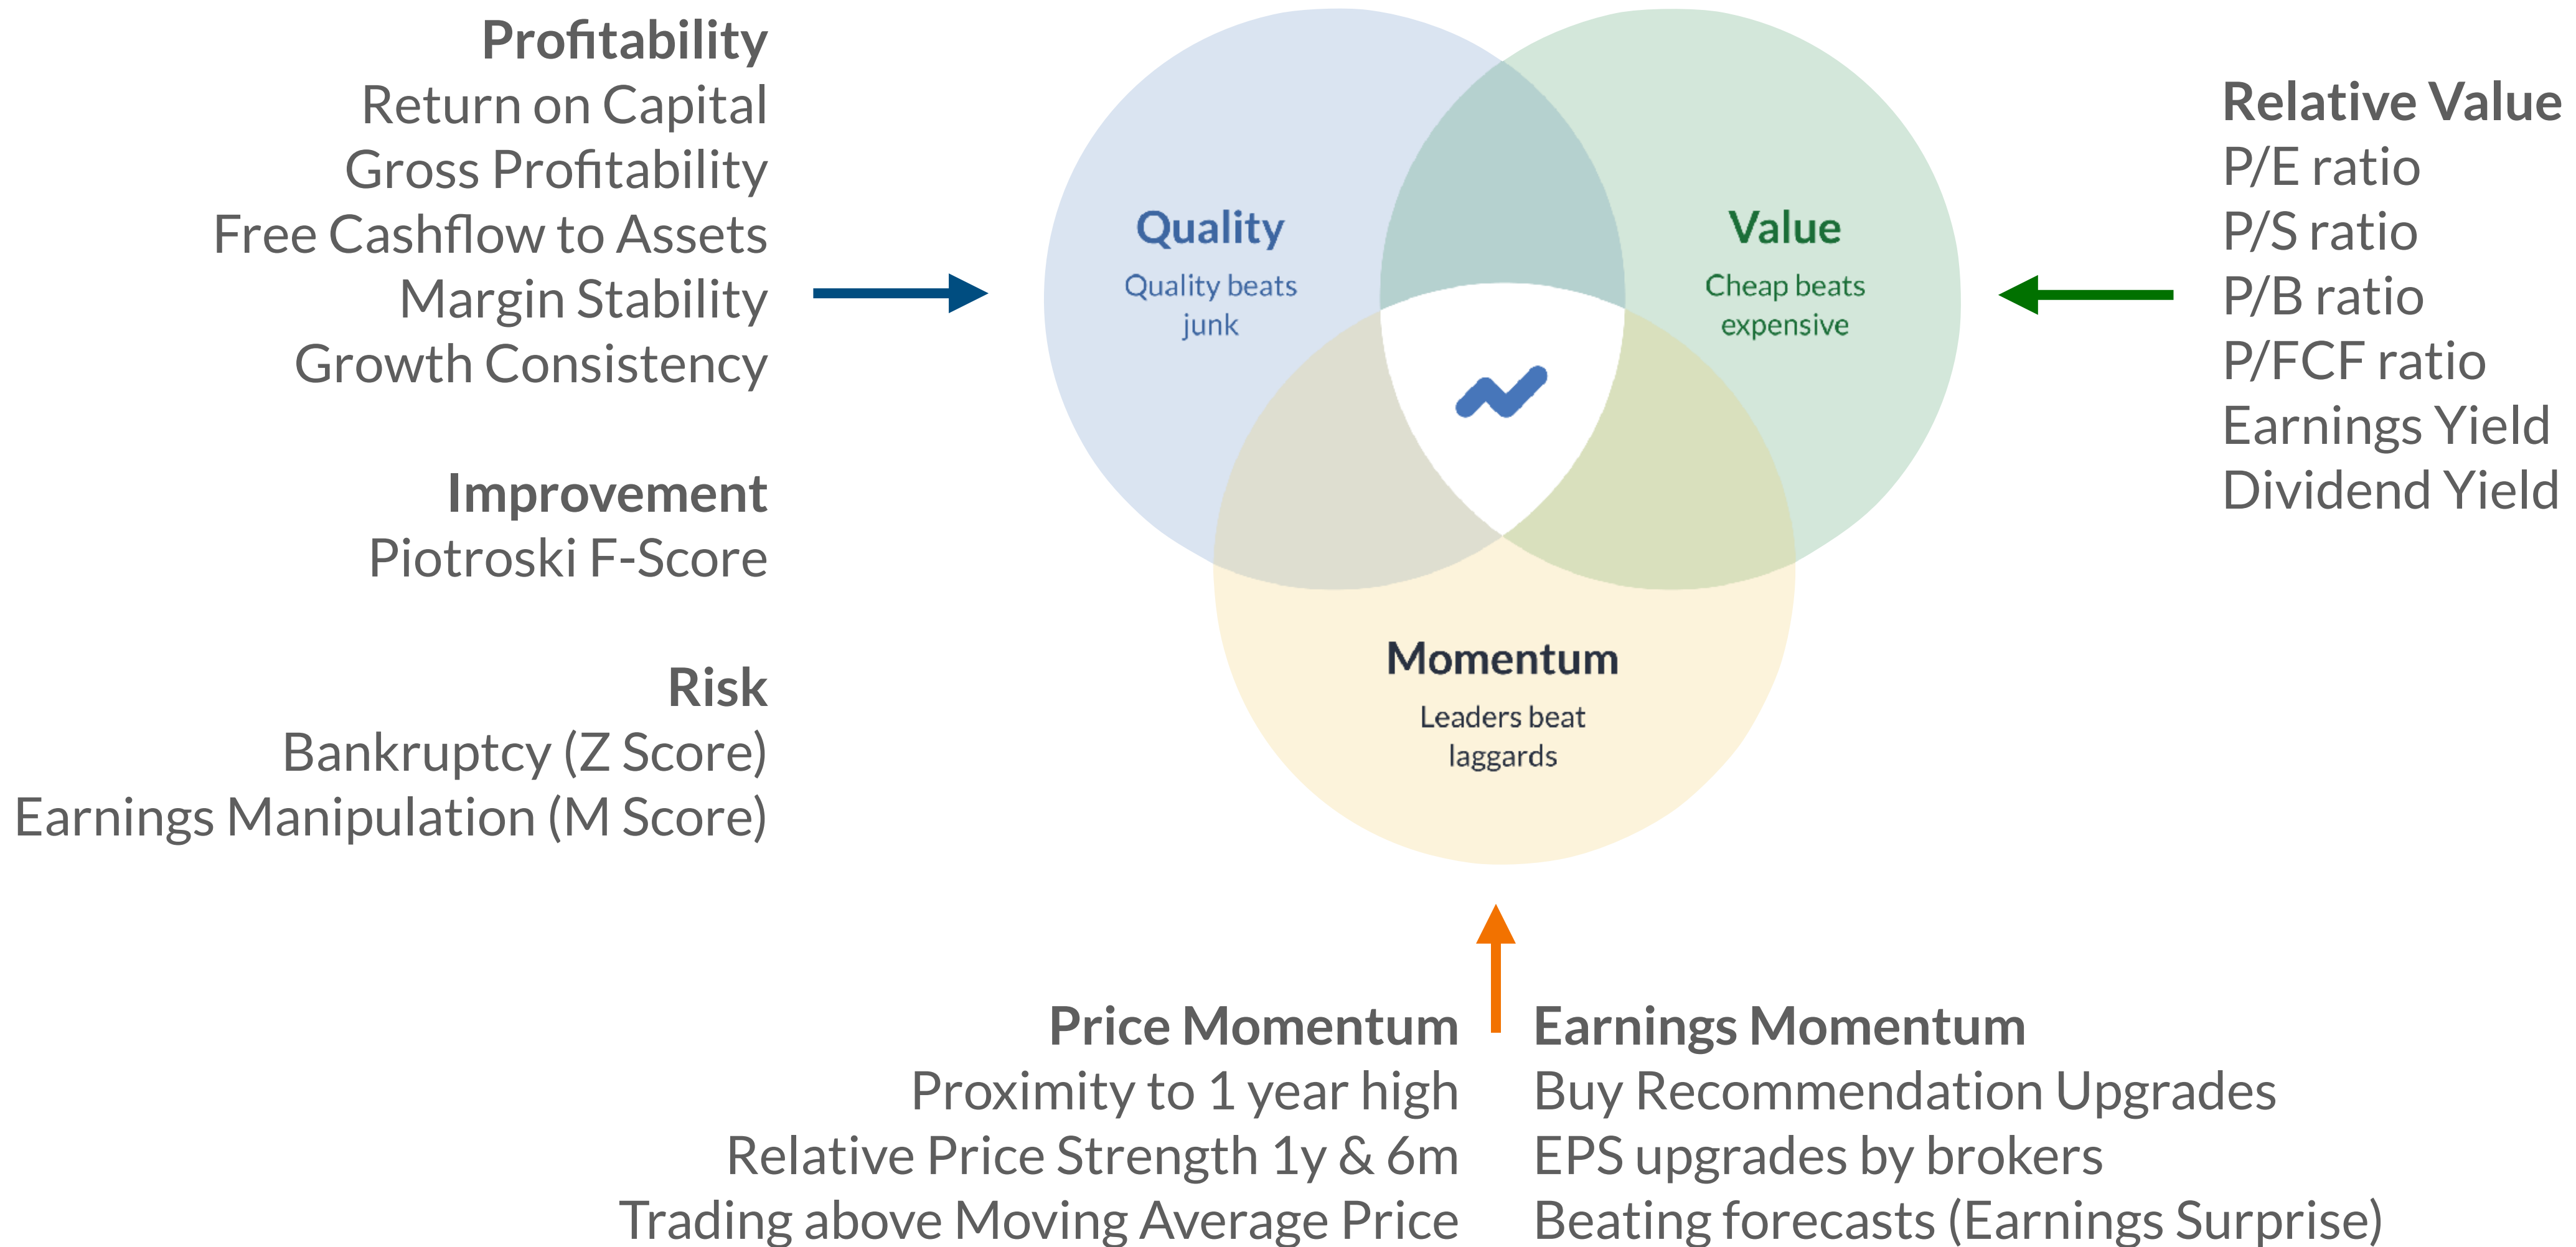 Profitability
Return on Capital
Gross Profitability
Free Cashflow to Assets
Margin Stability
Growth Consistency
Improvement
Piotroski F-Score
Risk
Bankruptcy (Z Score)
Earnings Manipulation (M Score)
Quality
Quality beats
junk
Value
Cheap beats
expensive
Momentum
Leaders beat
laggards
Relative Value
P/E ratio
P/S ratio
P/B ratio
P/FCF ratio
Earnings Yield
Dividend Yield
Price Momentum
Proximity to 1 year high
Relative Price Strength 1y & 6m
Trading above Moving Average Price
Earnings Momentum
Buy Recommendation Upgrades
EPS upgrades by brokers
Beating forecasts (Earnings Surprise)